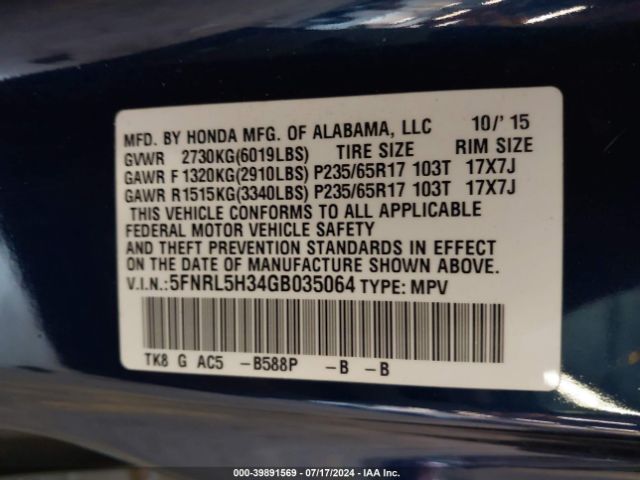 MFD. BY HONDA MFG. OF ALABAMA, LLC 10/'15
GVWR 2730KG(6019LBS) TIRE SIZE RIM SIZE
GAWR F 1320KG(2910LBS) P235/65R17 103T 17X7J
GAWR R1515KG(3340LBS) P235/65R17 103T 17X7J
THIS VEHICLE CONFORMS TO ALL APPLICABLE
FEDERAL MOTOR VEHICLE SAFETY
AND THEFT PREVENTION STANDARDS IN EFFECT
ON THE DATE OF MANUFACTURE SHOWN ABOVE.
V.I.N.:5FNRL5H34GB035064 TYPE: MPV
TK8 G AC5 -B588P -B -B
000-39891569 | 07/17/2024 | IAA Inc.